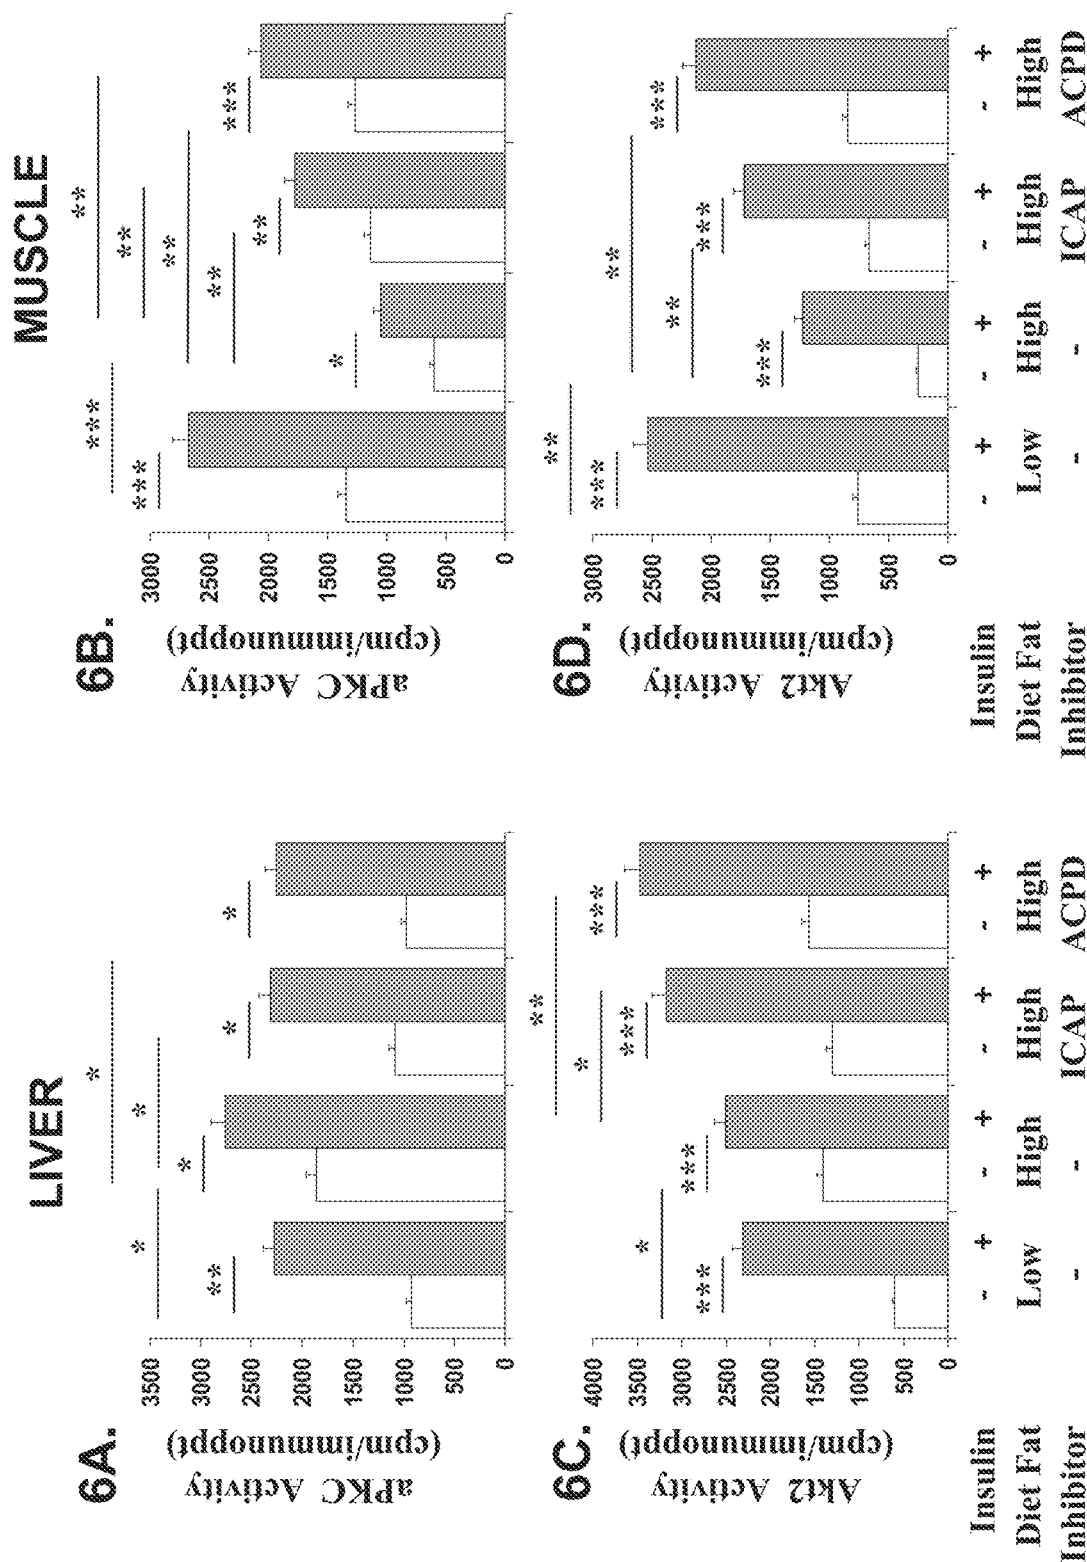 LIVER
6A.
aPKC Activity
(cpm/immunoppt)
3500
3000
2500
2000
1500
1000
500
0
*
* *
** * * *
MUSCLE
6B.
aPKC Activity
(cpm/immunoppt)
3000
2500
2000
1500
1000
500
0
**
*** **
*** **
** ***
* **
6C.
Akt2 Activity
(cpm/immunoppt)
4000
3500
3000
2500
2000
1500
1000
500
0
**
*
*
*** *** *** ***
6D.
Akt2 Activity
(cpm/immunoppt)
3000
2500
2000
1500
1000
500
0
**
**
**
*** *** *** ***
Insulin - + - + - + - +
Diet Fat Low High High High
Inhibitor - - ICAP ACPD
Insulin - + - + - + - +
Diet Fat Low High High High
Inhibitor - - ICAP ACPD